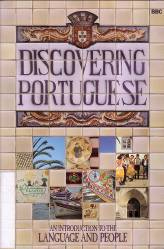 BBC
DISCOVERING
PORTUGUESE
AN INTRODUCTION TO THE
LANGUAGE AND PEOPLE